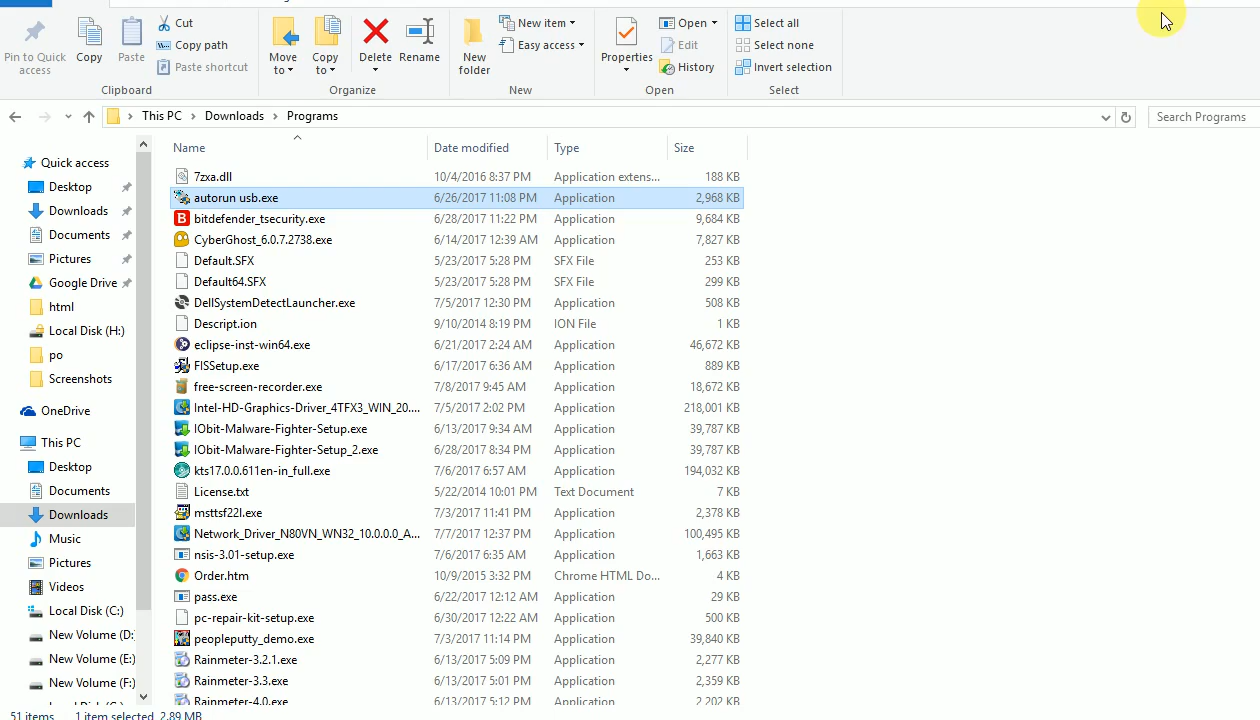 Pin to Quick access
Copy
Paste
Cut
Copy path
Paste shortcut
Clipboard
Move to
Copy to
Delete
Rename
Organize
New folder
New item
Easy access
New
Properties
Open
Edit
History
Open
Select all
Select none
Invert selection
Select
This PC > Downloads > Programs
Search Programs
Quick access
Desktop
Downloads
Documents
Pictures
Google Drive
html
Local Disk (H:)
po
Screenshots
OneDrive
This PC
Desktop
Documents
Downloads
Music
Pictures
Videos
Local Disk (C:)
New Volume (D:
New Volume (E:)
New Volume (F:)
Name Date modified Type Size
7zxa.dll 10/4/2016 8:37 PM Application extens... 188 KB
autorun usb.exe 6/26/2017 11:08 PM Application 2,968 KB
bitdefender_tsecurity.exe 6/28/2017 11:22 PM Application 9,684 KB
CyberGhost_6.0.7.2738.exe 6/14/2017 12:39 AM Application 7,827 KB
Default.SFX 5/23/2017 5:28 PM SFX File 253 KB
Default64.SFX 5/23/2017 5:28 PM SFX File 299 KB
DellSystemDetectLauncher.exe 7/5/2017 12:30 PM Application 508 KB
Descript.ion 9/10/2014 8:19 PM ION File 1 KB
eclipse-inst-win64.exe 6/21/2017 2:24 AM Application 46,672 KB
FISSetup.exe 6/17/2017 6:36 AM Application 889 KB
free-screen-recorder.exe 7/8/2017 9:45 AM Application 18,672 KB
Intel-HD-Graphics-Driver_4TFX3_WIN_20.... 7/5/2017 2:02 PM Application 218,001 KB
IObit-Malware-Fighter-Setup.exe 6/13/2017 9:34 AM Application 39,787 KB
IObit-Malware-Fighter-Setup_2.exe 6/28/2017 8:34 PM Application 39,787 KB
kts17.0.0.611en-in_full.exe 7/6/2017 6:57 AM Application 194,032 KB
License.txt 5/22/2014 10:01 PM Text Document 7 KB
msttsf22l.exe 7/3/2017 11:41 PM Application 2,378 KB
Network_Driver_N80VN_WN32_10.0.0.0_A... 7/7/2017 12:37 PM Application 100,495 KB
nsis-3.01-setup.exe 7/6/2017 6:35 AM Application 1,663 KB
Order.htm 10/9/2015 3:32 PM Chrome HTML Do... 4 KB
pass.exe 6/22/2017 12:12 AM Application 29 KB
pc-repair-kit-setup.exe 6/30/2017 12:22 AM Application 500 KB
peopleputty_demo.exe 7/3/2017 11:14 PM Application 39,840 KB
Rainmeter-3.2.1.exe 6/13/2017 5:09 PM Application 2,277 KB
Rainmeter-3.3.exe 6/13/2017 5:01 PM Application 2,359 KB
Rainmeter-4.0.exe 6/13/2017 5:12 PM Application 2,202 KB
51 items 1 item selected 2.89 MB